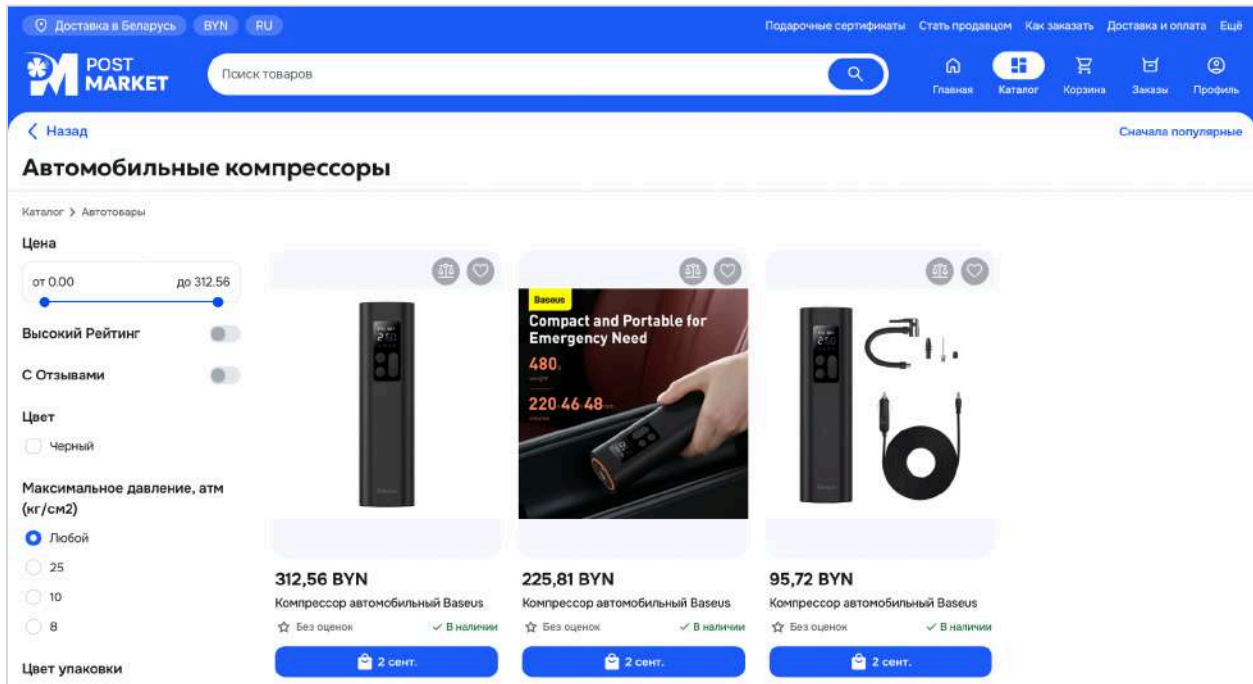 Доставка в Беларусь BYN RU Подарочные сертификаты Стать продавцом Как заказать Доставка и оплата Ещё
POST
MARKET
Поиск товаров
Главная Каталог Корзина Заказы Профиль
Назад
Сначала популярные
Автомобильные компрессоры
Каталог > Автотовары
Цена
от 0.00 до 312.56
Высокий Рейтинг
С Отзывами
Цвет
Черный
Максимальное давление, атм
(кг/см2)
Любой
25
10
8
Цвет упаковки
Baseus
Baseus
Compact and Portable for
Emergency Need
480
220 46 48
312,56 BYN
Компрессор автомобильный Baseus
Без оценок В наличии
2 сент.
225,81 BYN
Компрессор автомобильный Baseus
Без оценок В наличии
2 сент.
95,72 BYN
Компрессор автомобильный Baseus
Без оценок В наличии
2 сент.